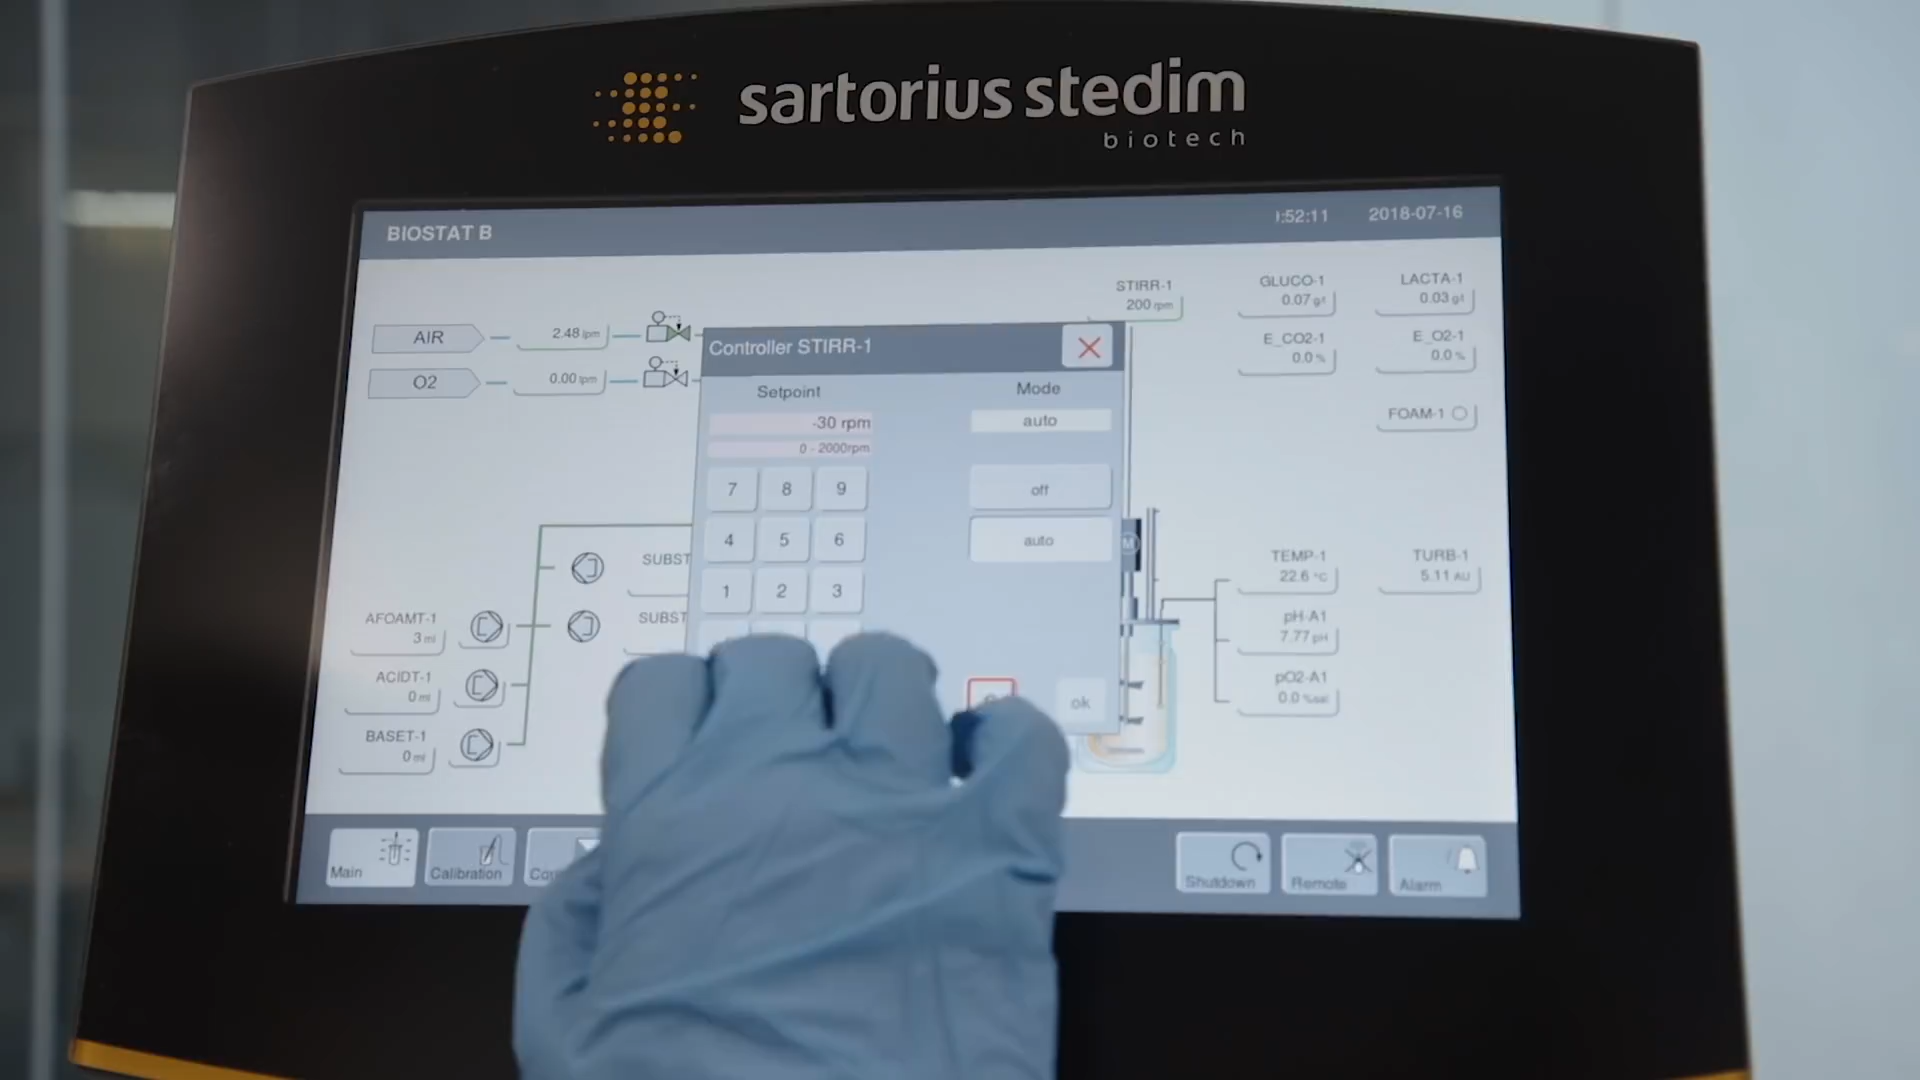 sartorius stedim
biotech
BIOSTAT B
:52:11 2018-07-16
AIR
2.48 lpm
O2
0.00 lpm
STIRR-1
200 rpm
GLUCO-1
0.07 g/l
LACTA-1
0.03 g/l
E_CO2-1
0.0 %
E_O2-1
0.0 %
FOAM-1
Controller STIRR-1
Setpoint
Mode
-30 rpm
auto
0 - 2000rpm
7 8 9
off
4 5 6
auto
1 2 3
ok
SUBST
SUBST
AFOAMT-1
3 ml
ACIDT-1
0 ml
BASET-1
0 ml
M
TEMP-1
22.6 °C
TURB-1
5.11 AU
pH-A1
7.77 pH
pO2-A1
0.0 %sat
Main
Calibration
Shutdown
Remote
Alarm